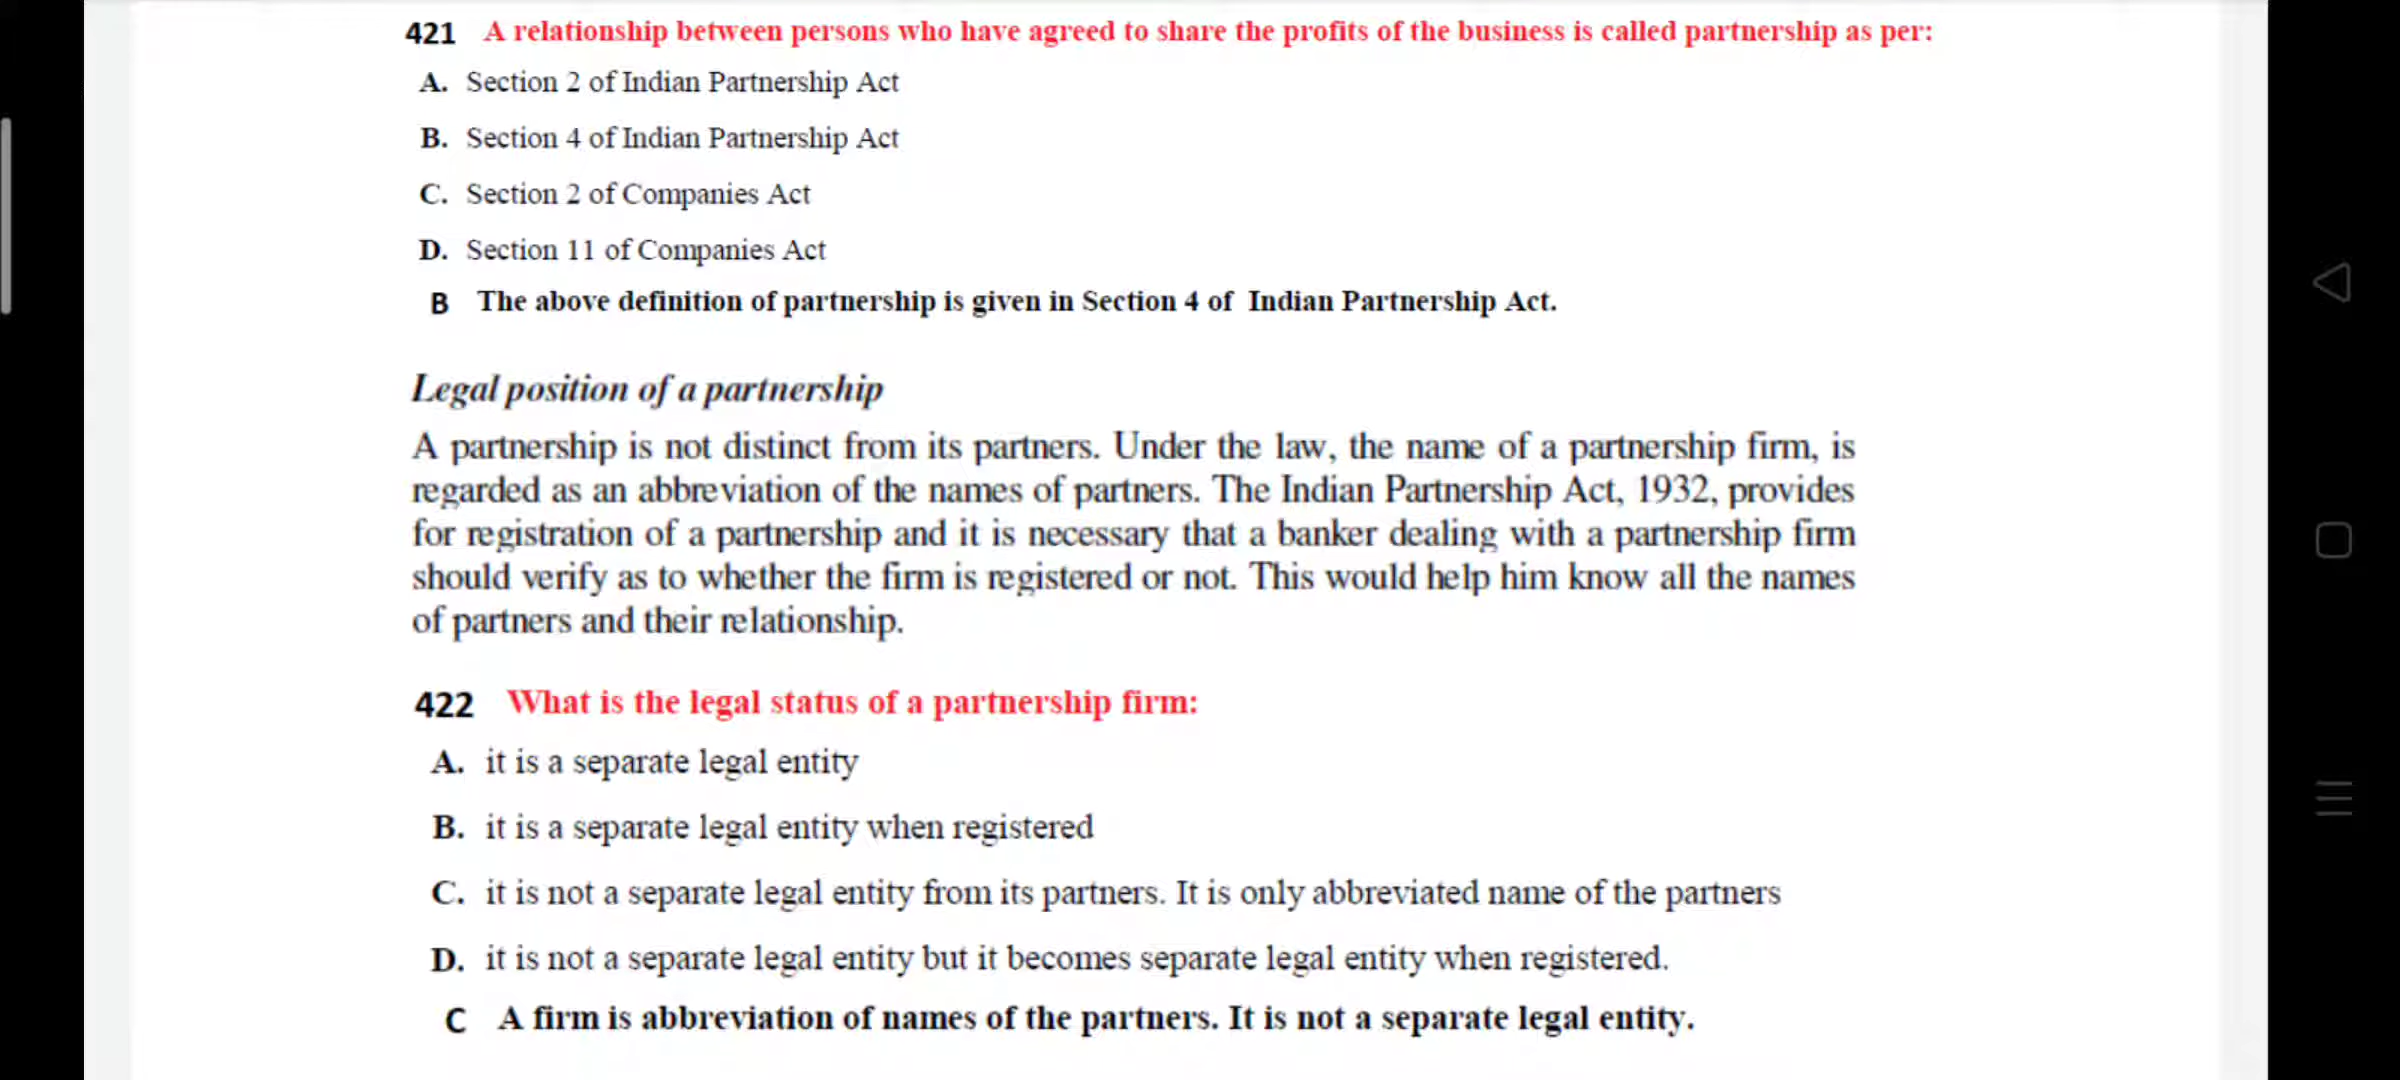 421 A relationship between persons who have agreed to share the profits of the business is called partnership as per:
A. Section 2 of Indian Partnership Act
B. Section 4 of Indian Partnership Act
C. Section 2 of Companies Act
D. Section 11 of Companies Act
B The above definition of partnership is given in Section 4 of Indian Partnership Act.
Legal position of a partnership
A partnership is not distinct from its partners. Under the law, the name of a partnership firm, is
regarded as an abbreviation of the names of partners. The Indian Partnership Act, 1932, provides
for registration of a partnership and it is necessary that a banker dealing with a partnership firm
should verify as to whether the firm is registered or not. This would help him know all the names
of partners and their relationship.
422 What is the legal status of a partnership firm:
A. it is a separate legal entity
B. it is a separate legal entity when registered
C. it is not a separate legal entity from its partners. It is only abbreviated name of the partners
D. it is not a separate legal entity but it becomes separate legal entity when registered.
C A firm is abbreviation of names of the partners. It is not a separate legal entity.